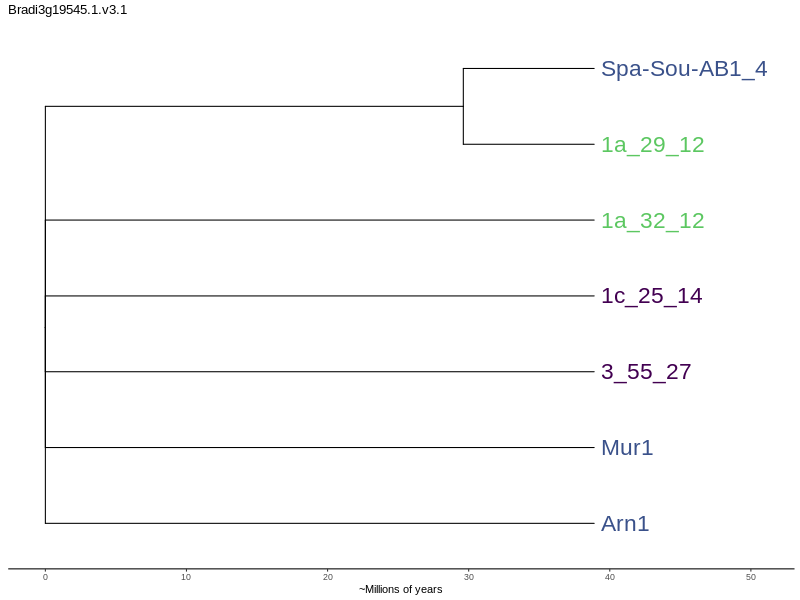 Bradi3g19545.1.v3.1
Spa-Sou-AB1_4
1a_29_12
1a_32_12
1c_25_14
3_55_27
Mur1
Arn1
0 10 20 30 40 50
~Millions of years